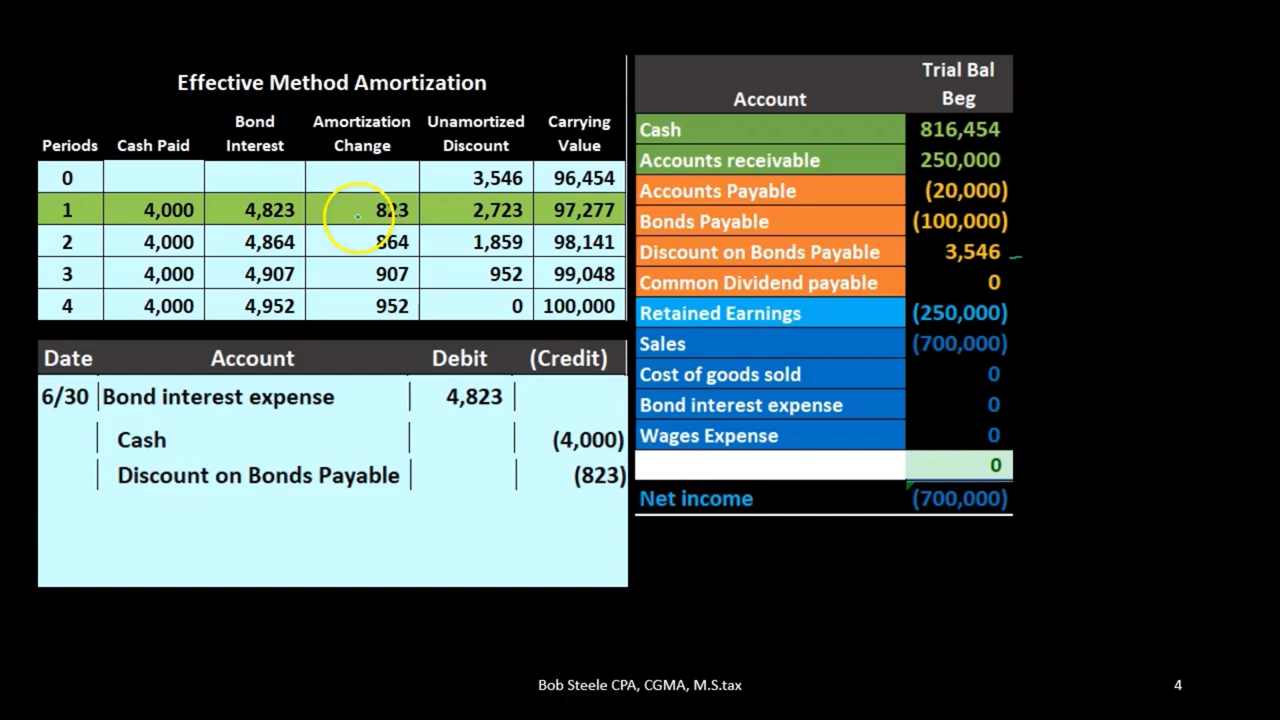 Effective Method Amortization
Periods Cash Paid Bond Interest Amortization Change Unamortized Discount Carrying Value
0 3,546 96,454
1 4,000 4,823 823 2,723 97,277
2 4,000 4,864 864 1,859 98,141
3 4,000 4,907 907 952 99,048
4 4,000 4,952 952 0 100,000
Date Account Debit (Credit)
6/30 Bond interest expense 4,823
Cash (4,000)
Discount on Bonds Payable (823)
Account Trial Bal Beg
Cash 816,454
Accounts receivable 250,000
Accounts Payable (20,000)
Bonds Payable (100,000)
Discount on Bonds Payable 3,546
Common Dividend payable 0
Retained Earnings (250,000)
Sales (700,000)
Cost of goods sold 0
Bond interest expense 0
Wages Expense 0
0
Net income (700,000)
Bob Steele CPA, CGMA, M.S.tax
4